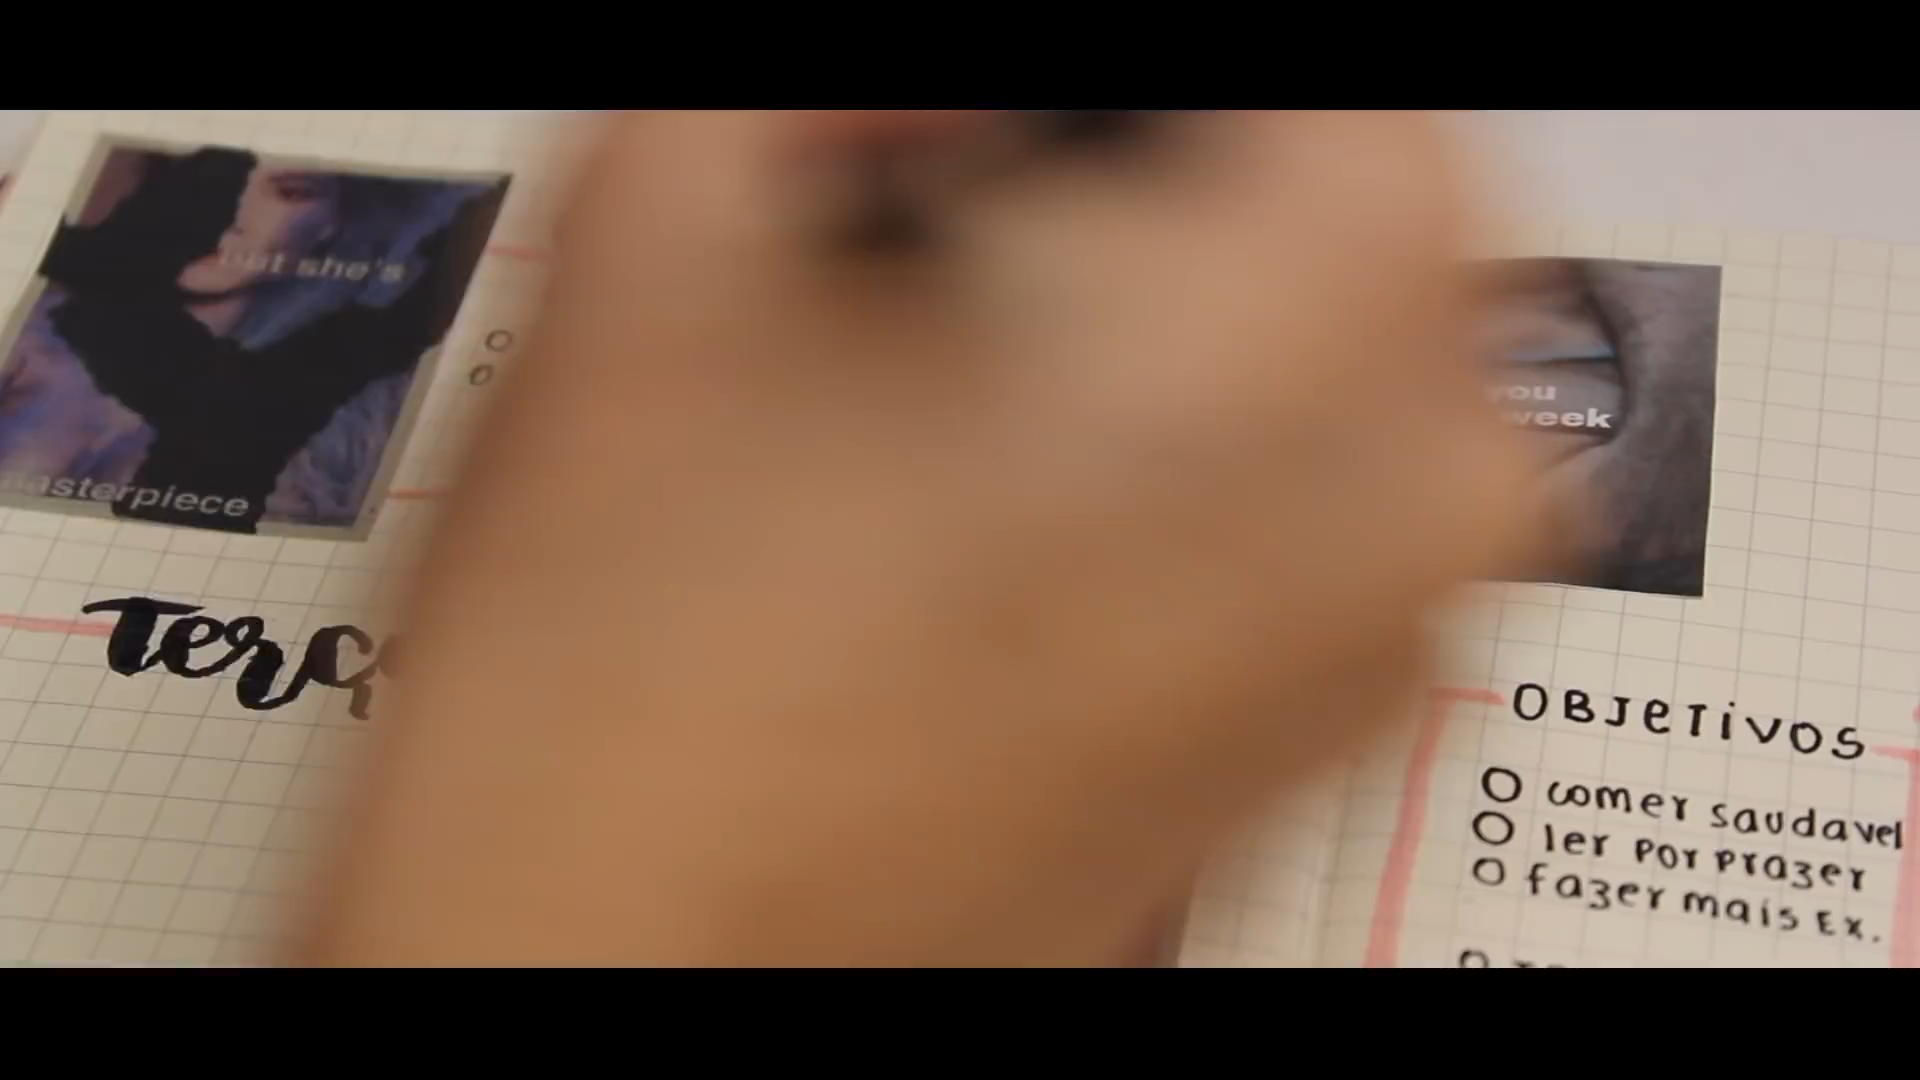 but she's
masterpiece
you
week
Terç
OBJETIVOS
O comer saudavel
O ler por prazer
O fazer mais Ex.